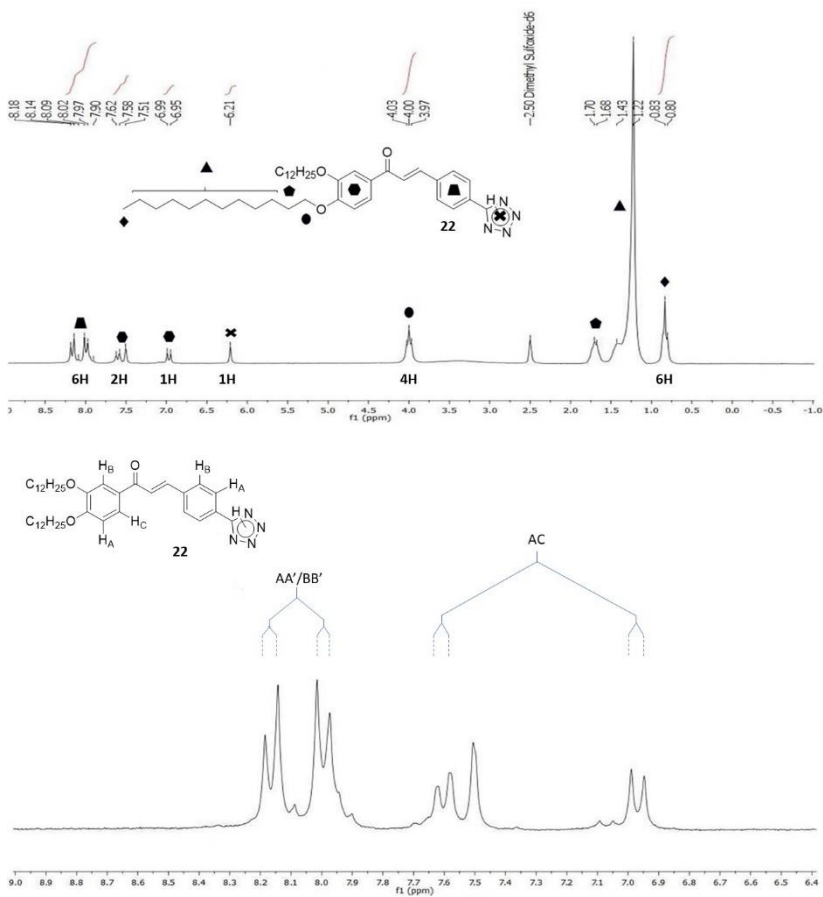 8.18
8.14
8.09
8.02
7.97
7.90
7.62
7.58
7.51
6.99
6.95
6.21
4.03
4.00
3.97
2.50 Dimethyl Sulfoxide-d6
1.70
1.68
1.43
1.22
0.83
0.80
O
C₁₂H₂₅O
O
H
N
N
N
N
22
6H 2H 1H 1H 4H 6H
8.5 8.0 7.5 7.0 6.5 6.0 5.5 5.0 4.5 4.0 3.5 3.0 2.5 2.0 1.5 1.0 0.5 0.0 -0.5 -1.0
f1 (ppm)
H_B O H_B
C₁₂H₂₅O H_A
C₁₂H₂₅O H N
H_A H_C N N
N
22
AA'/BB'
AC
9.0 8.9 8.8 8.7 8.6 8.5 8.4 8.3 8.2 8.1 8.0 7.9 7.8 7.7 7.6 7.5 7.4 7.3 7.2 7.1 7.0 6.9 6.8 6.7 6.6 6.5 6.4
f1 (ppm)